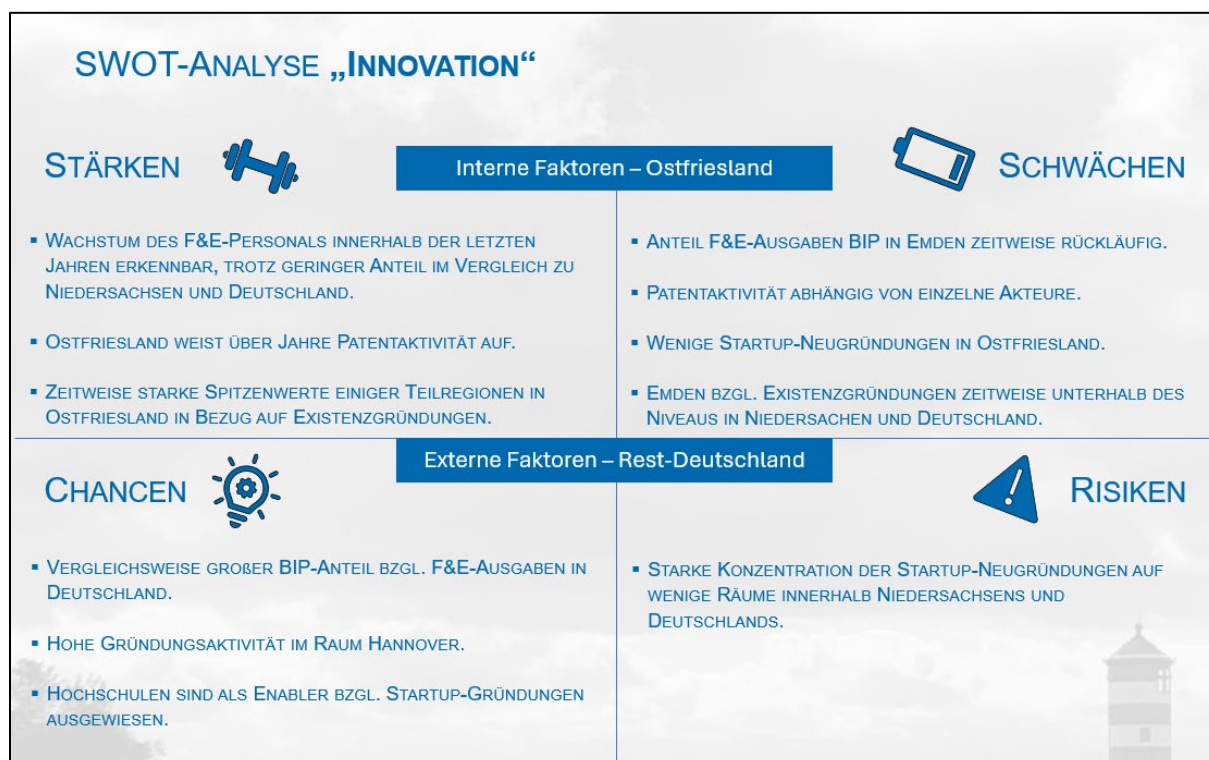 SWOT-ANALYSE „INNOVATION“
STÄRKEN
Interne Faktoren – Ostfriesland
SCHWÄCHEN
▪ WACHSTUM DES F&E-PERSONALS INNERHALB DER LETZTEN
JAHREN ERKENNBAR, TROTZ GERINGER ANTEIL IM VERGLEICH ZU
NIEDERSACHSEN UND DEUTSCHLAND.
▪ OSTFRIESLAND WEIST ÜBER JAHRE PATENTAKTIVITÄT AUF.
▪ ZEITWEISE STARKE SPITZENWERTE EINIGER TEILREGIONEN IN
OSTFRIESLAND IN BEZUG AUF EXISTENZGRÜNDUNGEN.
▪ ANTEIL F&E-AUSGABEN BIP IN EMDEN ZEITWEISE RÜCKLÄUFIG.
▪ PATENTAKTIVITÄT ABHÄNGIG VON EINZELNE AKTEURE.
▪ WENIGE STARTUP-NEUGRÜNDUNGEN IN OSTFRIESLAND.
▪ EMDEN BZGL. EXISTENZGRÜNDUNGEN ZEITWEISE UNTERHALB DES
NIVEAUS IN NIEDERSACHEN UND DEUTSCHLAND.
Externe Faktoren – Rest-Deutschland
CHANCEN
RISIKEN
▪ VERGLEICHSWEISE GROßER BIP-ANTEIL BZGL. F&E-AUSGABEN IN
DEUTSCHLAND.
▪ HOHE GRÜNDUNGSAKTIVITÄT IM RAUM HANNOVER.
▪ HOCHSCHULEN SIND ALS ENABLER BZGL. STARTUP-GRÜNDUNGEN
AUSGEWIESEN.
▪ STARKE KONZENTRATION DER STARTUP-NEUGRÜNDUNGEN AUF
WENIGE RÄUME INNERHALB NIEDERSACHSENS UND
DEUTSCHLANDS.